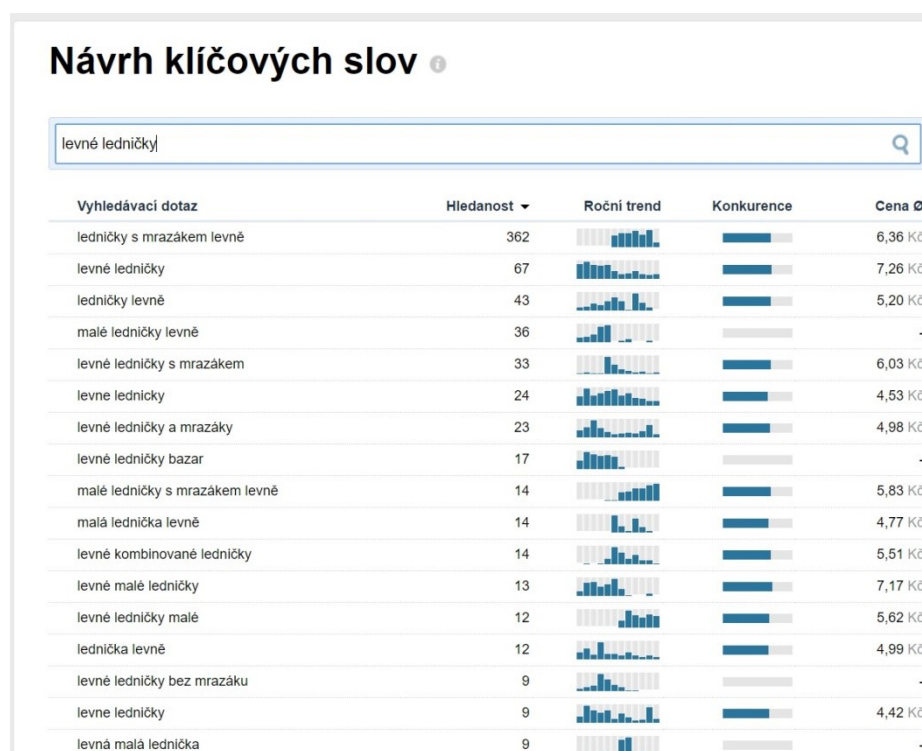 Návrh klíčových slov i
levné ledničky
Vyhledávací dotaz Hledanost Roční trend Konkurence Cena Ø
ledničky s mrazákem levně 362 6,36 Kč
levné ledničky 67 7,26 Kč
ledničky levně 43 5,20 Kč
malé ledničky levně 36 -
levné ledničky s mrazákem 33 6,03 Kč
levne lednicky 24 4,53 Kč
levné ledničky a mrazáky 23 4,98 Kč
levné ledničky bazar 17 -
malé ledničky s mrazákem levně 14 5,83 Kč
malá lednička levně 14 4,77 Kč
levné kombinované ledničky 14 5,51 Kč
levné malé ledničky 13 7,17 Kč
levné ledničky malé 12 5,62 Kč
lednička levně 12 4,99 Kč
levné ledničky bez mrazáku 9 -
levne ledničky 9 4,42 Kč
levná malá lednička 9 -